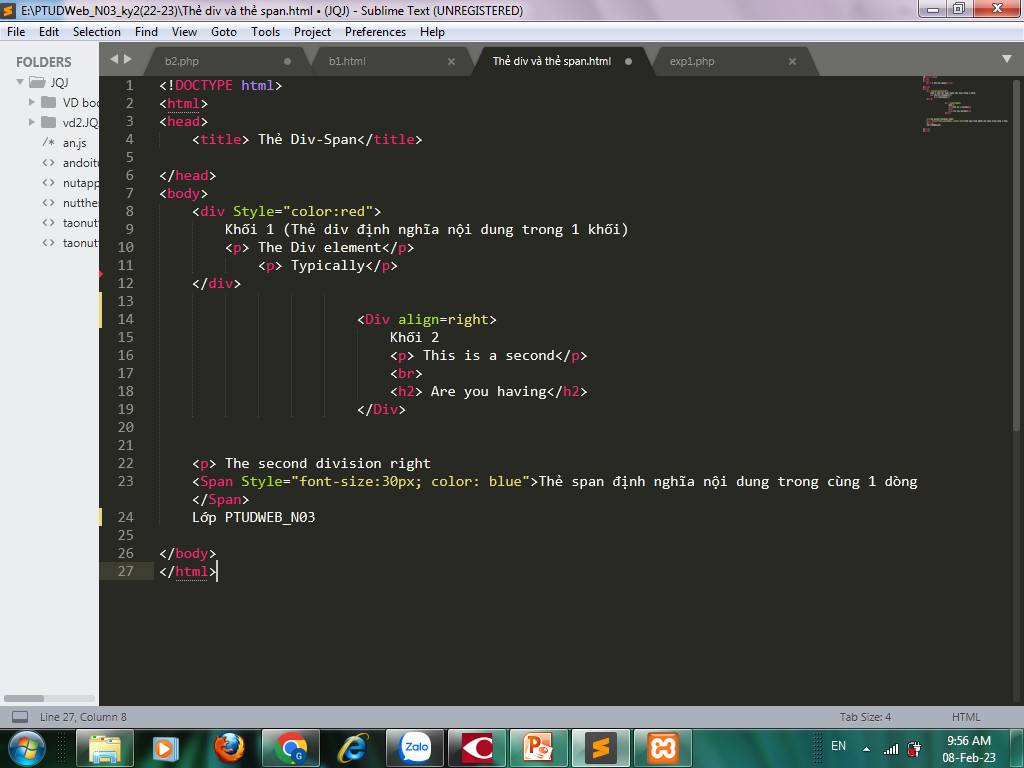 E:\PTUDWeb_N03_ky2(22-23)\Thẻ div và thẻ span.html • (JQJ) - Sublime Text (UNREGISTERED)
File Edit Selection Find View Goto Tools Project Preferences Help
FOLDERS
JQJ
VD boo
vd2.JQ
/* an.js
<> andoitu
<> nutapp
<> nutther
<> taonut
<> taonut
b2.php b1.html × Thẻ div và thẻ span.html exp1.php ×
1 <!DOCTYPE html>
2 <html>
3 <head>
4 <title> Thẻ Div-Span</title>
5
6 </head>
7 <body>
8 <div Style="color:red">
9 Khối 1 (Thẻ div định nghĩa nội dung trong 1 khối)
10 <p> The Div element</p>
11 <p> Typically</p>
12 </div>
13
14 <Div align=right>
15 Khối 2
16 <p> This is a second</p>
17 <br>
18 <h2> Are you having</h2>
19 </Div>
20
21
22 <p> The second division right
23 <Span Style="font-size:30px; color: blue">Thẻ span định nghĩa nội dung trong cùng 1 dòng
</Span>
24 Lớp PTUDWEB_N03
25
26 </body>
27 </html>
Line 27, Column 8 Tab Size: 4 HTML
Zalo
G
EN
9:56 AM
08-Feb-23